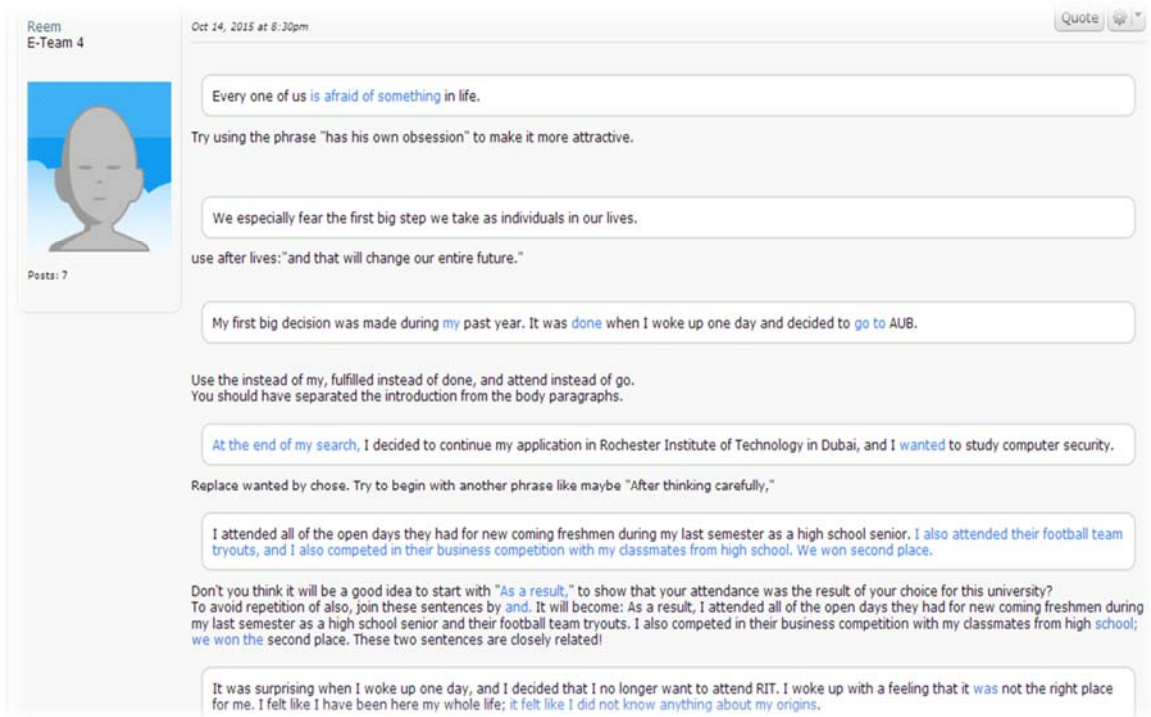 Reem
E-Team 4
Posts: 7
Oct 14, 2015 at 8:30pm
Quote
Every one of us is afraid of something in life.
Try using the phrase "has his own obsession" to make it more attractive.
We especially fear the first big step we take as individuals in our lives.
use after lives:"and that will change our entire future."
My first big decision was made during my past year. It was done when I woke up one day and decided to go to AUB.
Use the instead of my, fulfilled instead of done, and attend instead of go.
You should have separated the introduction from the body paragraphs.
At the end of my search, I decided to continue my application in Rochester Institute of Technology in Dubai, and I wanted to study computer security.
Replace wanted by chose. Try to begin with another phrase like maybe "After thinking carefully,"
I attended all of the open days they had for new coming freshmen during my last semester as a high school senior. I also attended their football team
tryouts, and I also competed in their business competition with my classmates from high school. We won second place.
Don't you think it will be a good idea to start with "As a result," to show that your attendance was the result of your choice for this university?
To avoid repetition of also, join these sentences by and. It will become: As a result, I attended all of the open days they had for new coming freshmen during
my last semester as a high school senior and their football team tryouts. I also competed in their business competition with my classmates from high school;
we won the second place. These two sentences are closely related!
It was surprising when I woke up one day, and I decided that I no longer want to attend RIT. I woke up with a feeling that it was not the right place
for me. I felt like I have been here my whole life; it felt like I did not know anything about my origins.